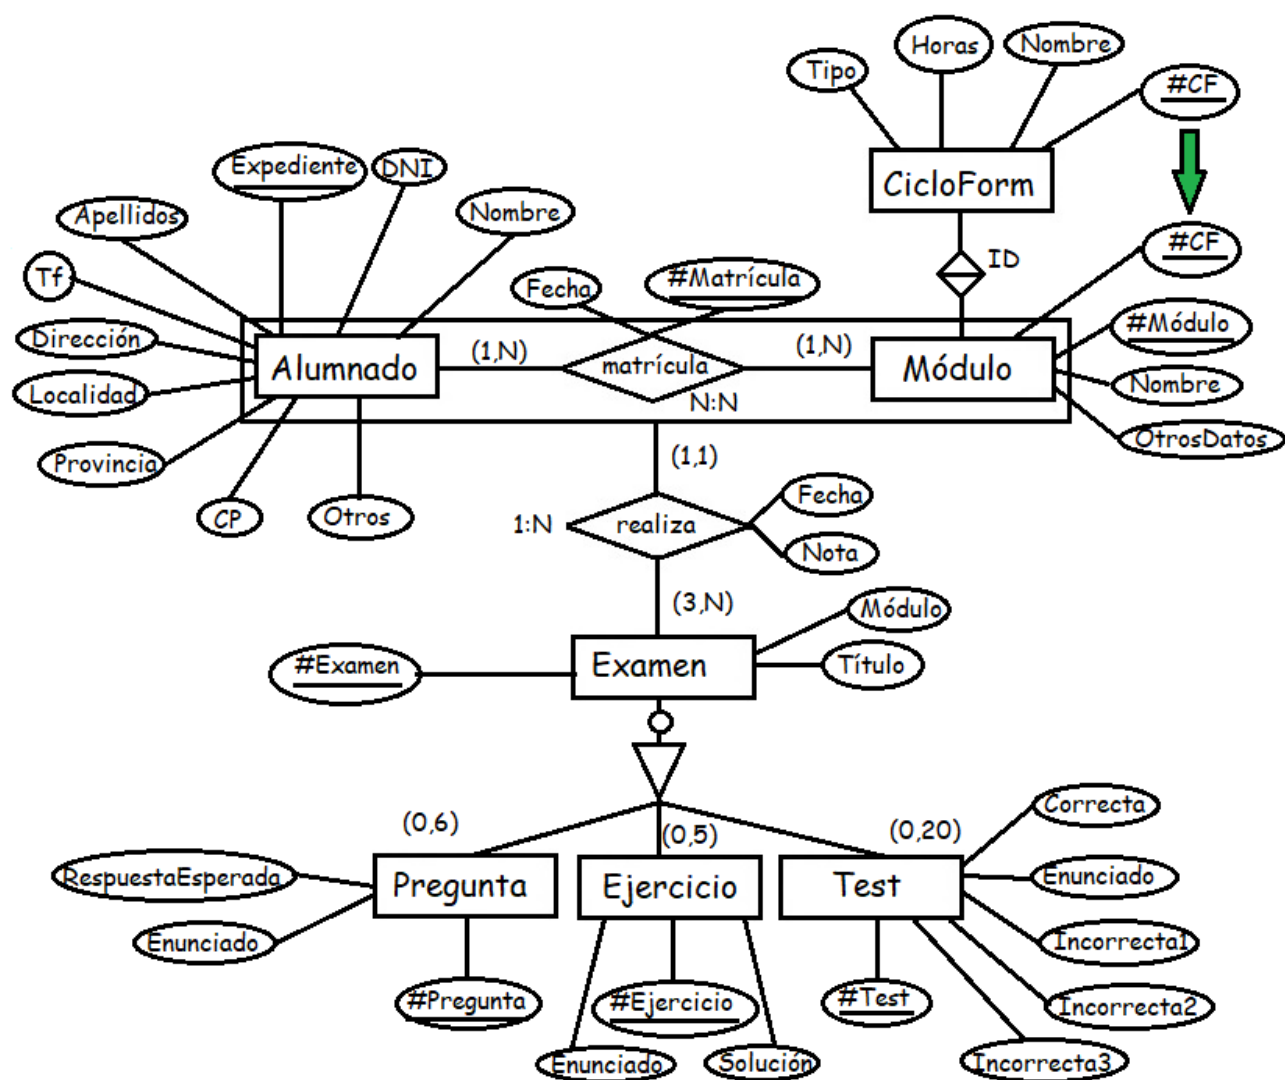 Horas
Nombre
Tipo
#CF
CicloForm
Expediente
DNI
Apellidos
Nombre
#CF
Tf
Fecha
#Matrícula
ID
Dirección
#Módulo
Alumnado
(1,N)
matrícula
(1,N)
Módulo
Localidad
N:N
Nombre
OtrosDatos
Provincia
(1,1)
CP
Otros
1:N
realiza
Fecha
Nota
(3,N)
Módulo
#Examen
Examen
Título
(0,6)
(0,5)
(0,20)
Correcta
RespuestaEsperada
Pregunta
Ejercicio
Test
Enunciado
Enunciado
Incorrecta1
#Pregunta
#Ejercicio
#Test
Incorrecta2
Enunciado
Solución
Incorrecta3